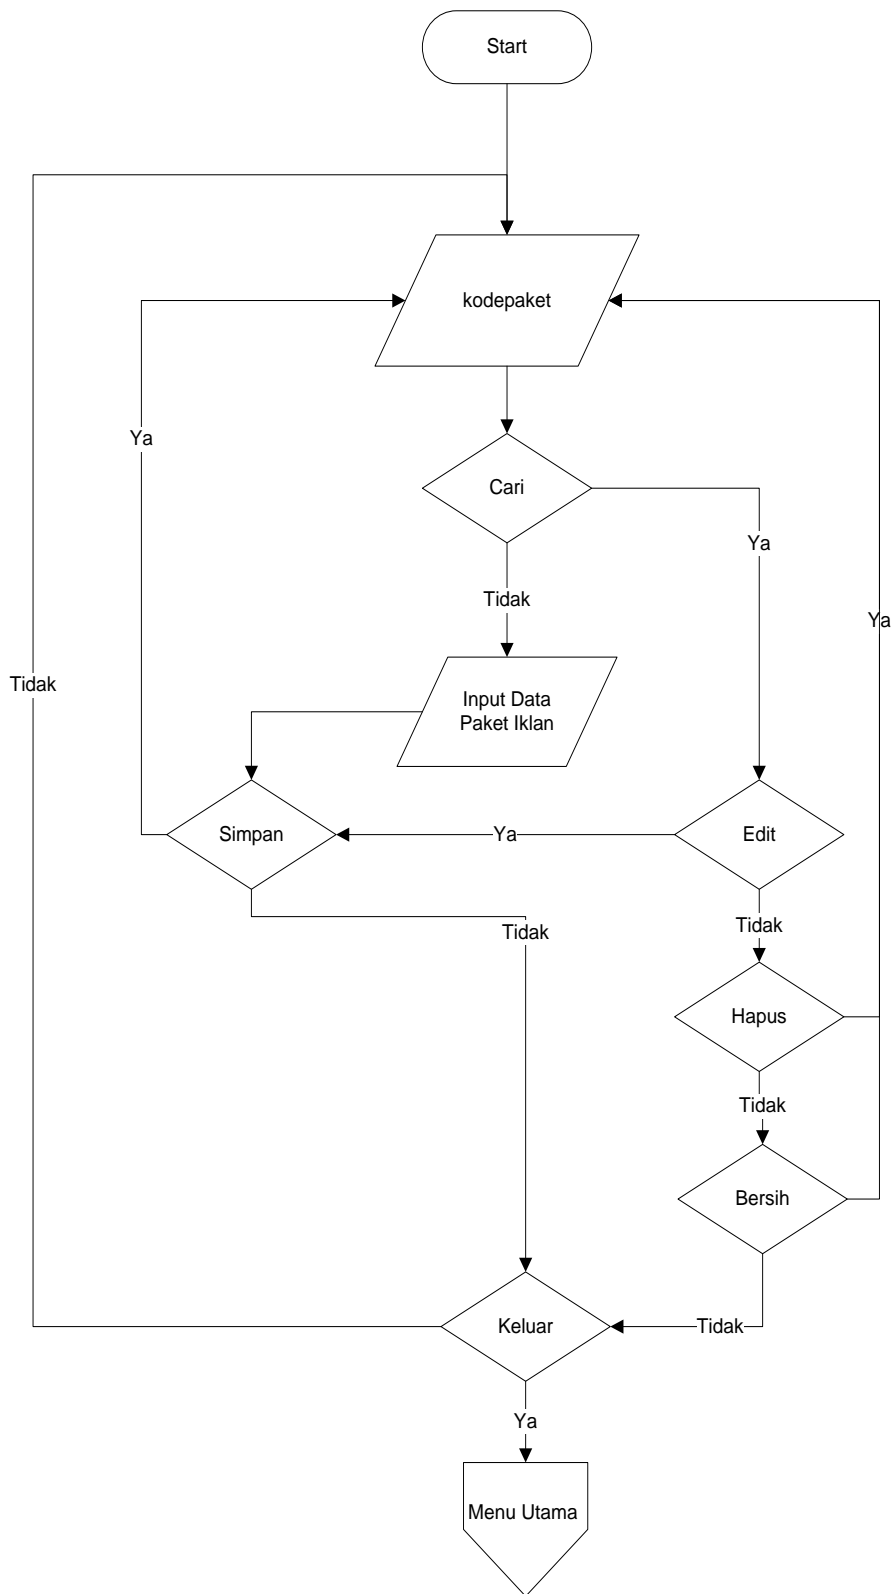 Start
kodepaket
Ya
Cari
Ya
Tidak
Ya
Tidak
Input Data
Paket Iklan
Simpan
Ya
Edit
Tidak
Tidak
Hapus
Tidak
Bersih
Keluar
Tidak
Ya
Menu Utama